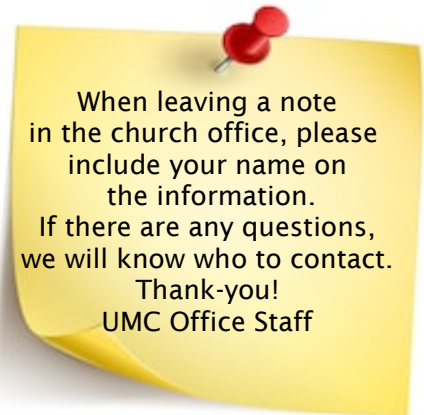 When leaving a note
in the church office, please
include your name on
the information.
If there are any questions,
we will know who to contact.
Thank-you!
UMC Office Staff